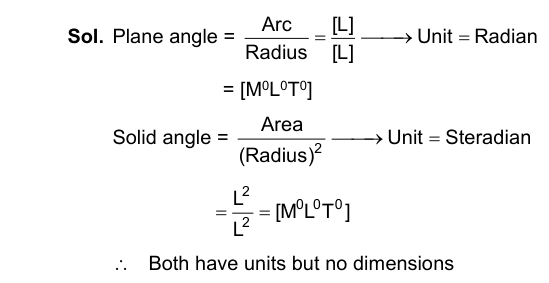 Sol. Plane angle = Arc/Radius = [L]/[L] ⟶ Unit = Radian
= [M⁰L⁰T⁰]
Solid angle = Area/(Radius)² ⟶ Unit = Steradian
= L²/L² = [M⁰L⁰T⁰]
∴ Both have units but no dimensions